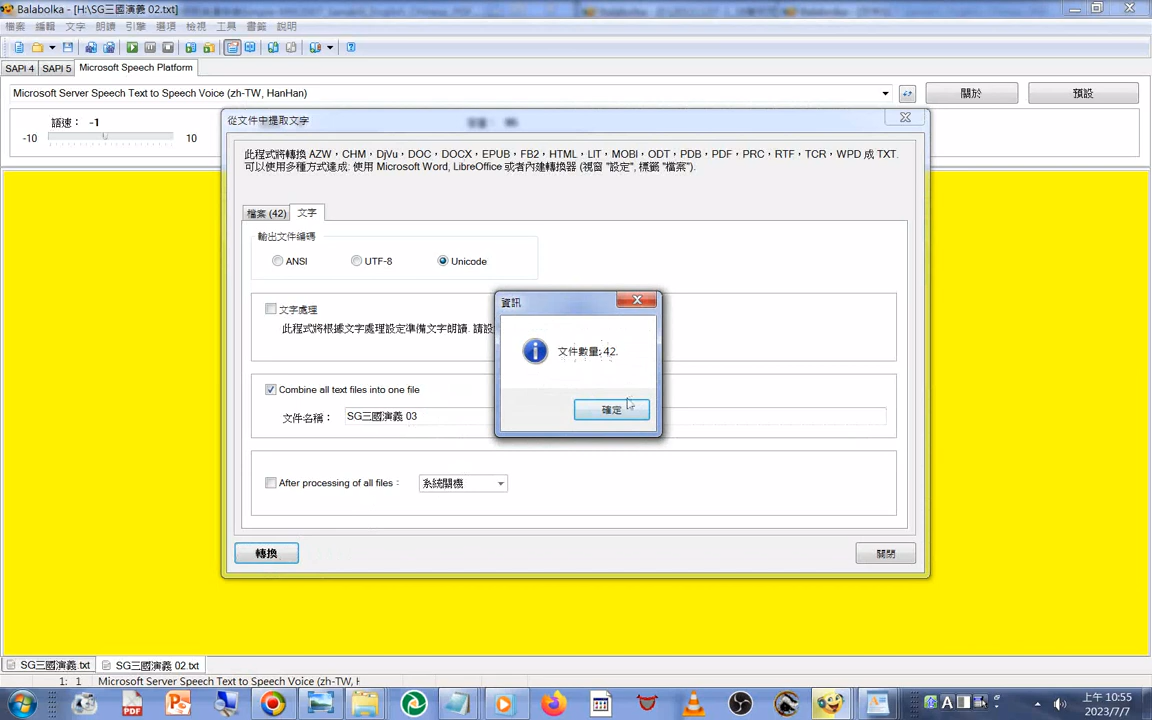 Balabolka - [H:\SG三國演義 02.txt]
檔案 編輯 文字 朗讀 引擎 選項 檢視 工具 書籤 說明
SAPI 4 SAPI 5 Microsoft Speech Platform
Microsoft Server Speech Text to Speech Voice (zh-TW, HanHan) 關於 預設
語速： -1
-10 10
從文件中提取文字
此程式將轉換 AZW，CHM，DjVu，DOC，DOCX，EPUB，FB2，HTML，LIT，MOBI，ODT，PDB，PDF，PRC，RTF，TCR，WPD 成 TXT.
可以使用多種方式達成: 使用 Microsoft Word, LibreOffice 或者內建轉換器 (視窗 "設定", 標籤 "檔案").
檔案 (42) 文字
輸出文件編碼
ANSI UTF-8 Unicode
資訊
文字處理
此程式將根據文字處理設定準備文字朗讀. 請設
文件數量: 42.
確定
Combine all text files into one file
文件名稱： SG三國演義 03
After processing of all files： 系統關機
轉換 關閉
SG三國演義.txt SG三國演義 02.txt
1: 1 Microsoft Server Speech Text to Speech Voice (zh-TW, H
PDF
A
上午 10:55
2023/7/7